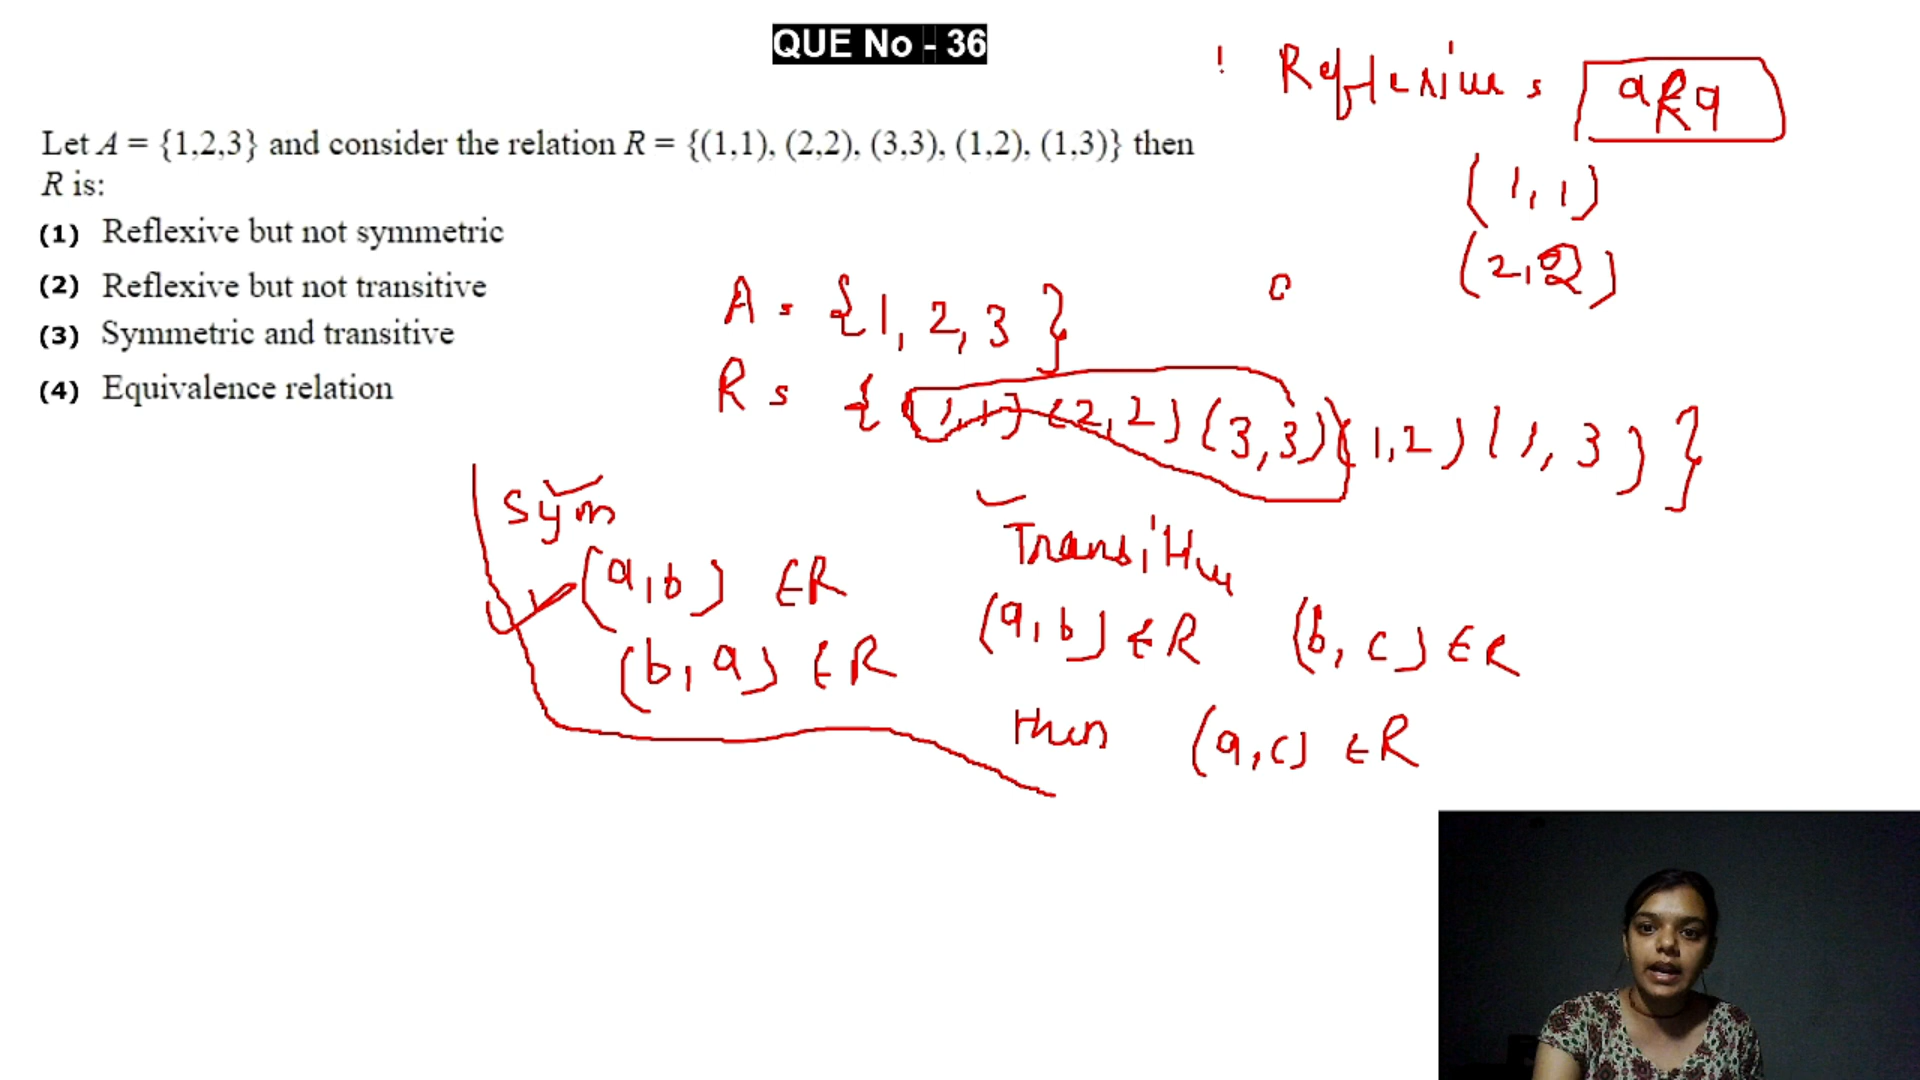 QUE No - 36
Let A = {1,2,3} and consider the relation R = {(1,1), (2,2), (3,3), (1,2), (1,3)} then
R is:
(1) Reflexive but not symmetric
(2) Reflexive but not transitive
(3) Symmetric and transitive
(4) Equivalence relation
! Reflexive s aRa
(1,1)
(2,2)
A = {1, 2, 3}
R s {(1,1) (2,2) (3,3) (1,2) (1,3)}
Sym
(a,b) ∈R
(b,a) ∈R
Transitive
(a,b) ∈R (b,c) ∈R
then (a,c) ∈R